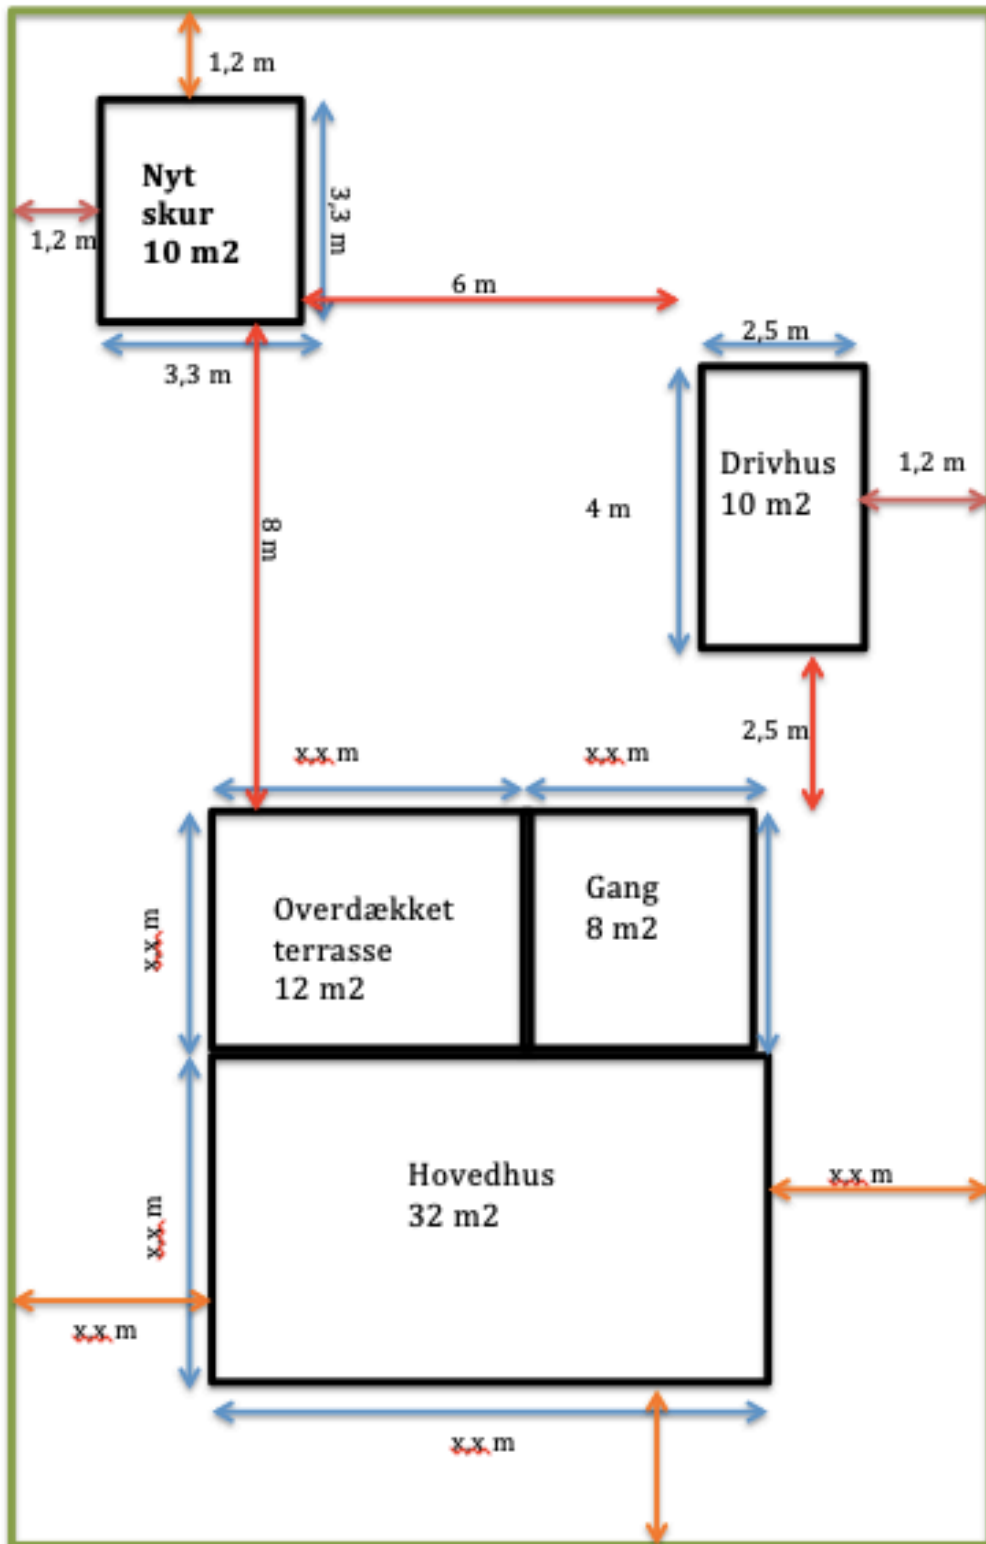 1,2 m
Nyt
skur
10 m2
3,3 m
1,2 m
6 m
3,3 m
2,5 m
Drivhus
10 m2
1,2 m
4 m
8 m
2,5 m
x,x m
x,x m
Overdækket
terrasse
12 m2
Gang
8 m2
x,x m
Hovedhus
32 m2
x,x m
x,x m
x,x m
x,x m